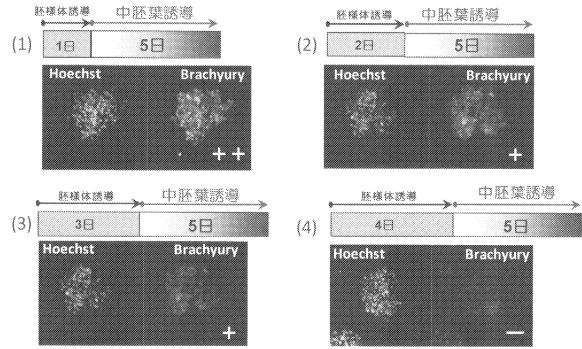 胚様体誘導 中胚葉誘導
(1) 1日 5日
Hoechst Brachyury
++
胚様体誘導 中胚葉誘導
(2) 2日 5日
Hoechst Brachyury
+
胚様体誘導 中胚葉誘導
(3) 3日 5日
Hoechst Brachyury
+
胚様体誘導 中胚葉誘導
(4) 4日 5日
Hoechst Brachyury
−